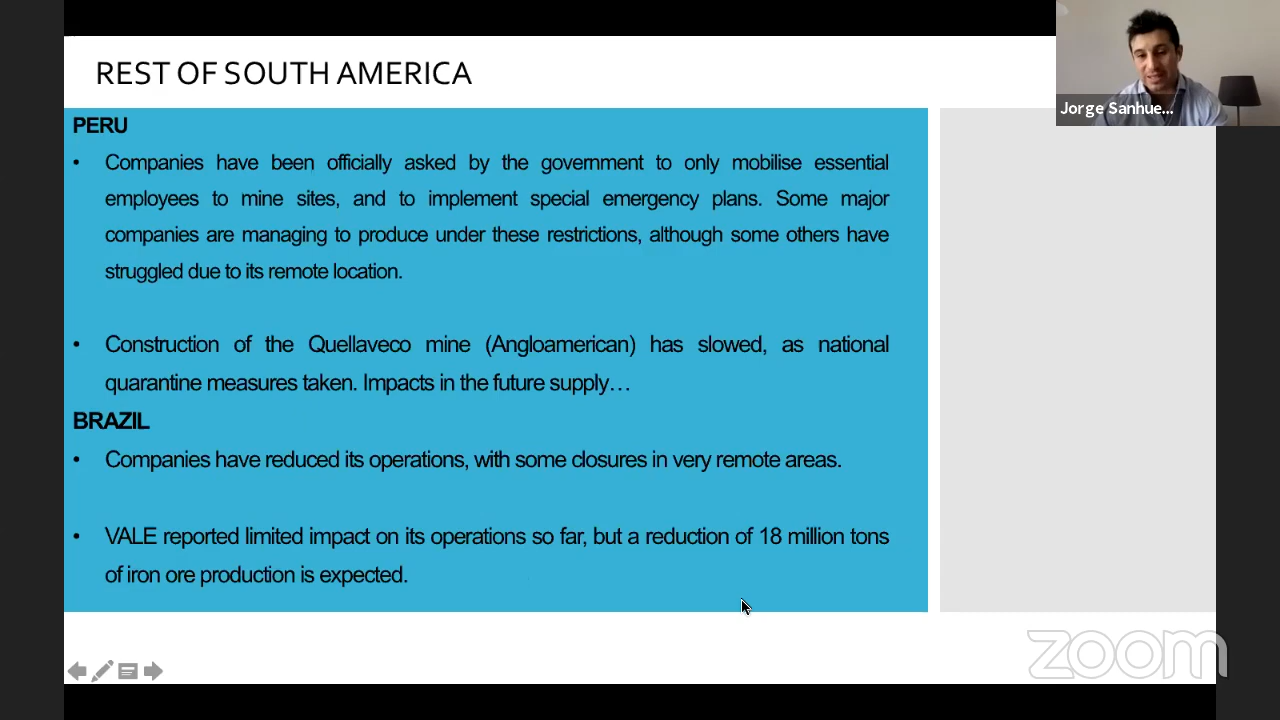 REST OF SOUTH AMERICA
Jorge Sanhue...
PERU
• Companies have been officially asked by the government to only mobilise essential
employees to mine sites, and to implement special emergency plans. Some major
companies are managing to produce under these restrictions, although some others have
struggled due to its remote location.
• Construction of the Quellaveco mine (Angloamerican) has slowed, as national
quarantine measures taken. Impacts in the future supply…
BRAZIL
• Companies have reduced its operations, with some closures in very remote areas.
• VALE reported limited impact on its operations so far, but a reduction of 18 million tons
of iron ore production is expected.
zoom